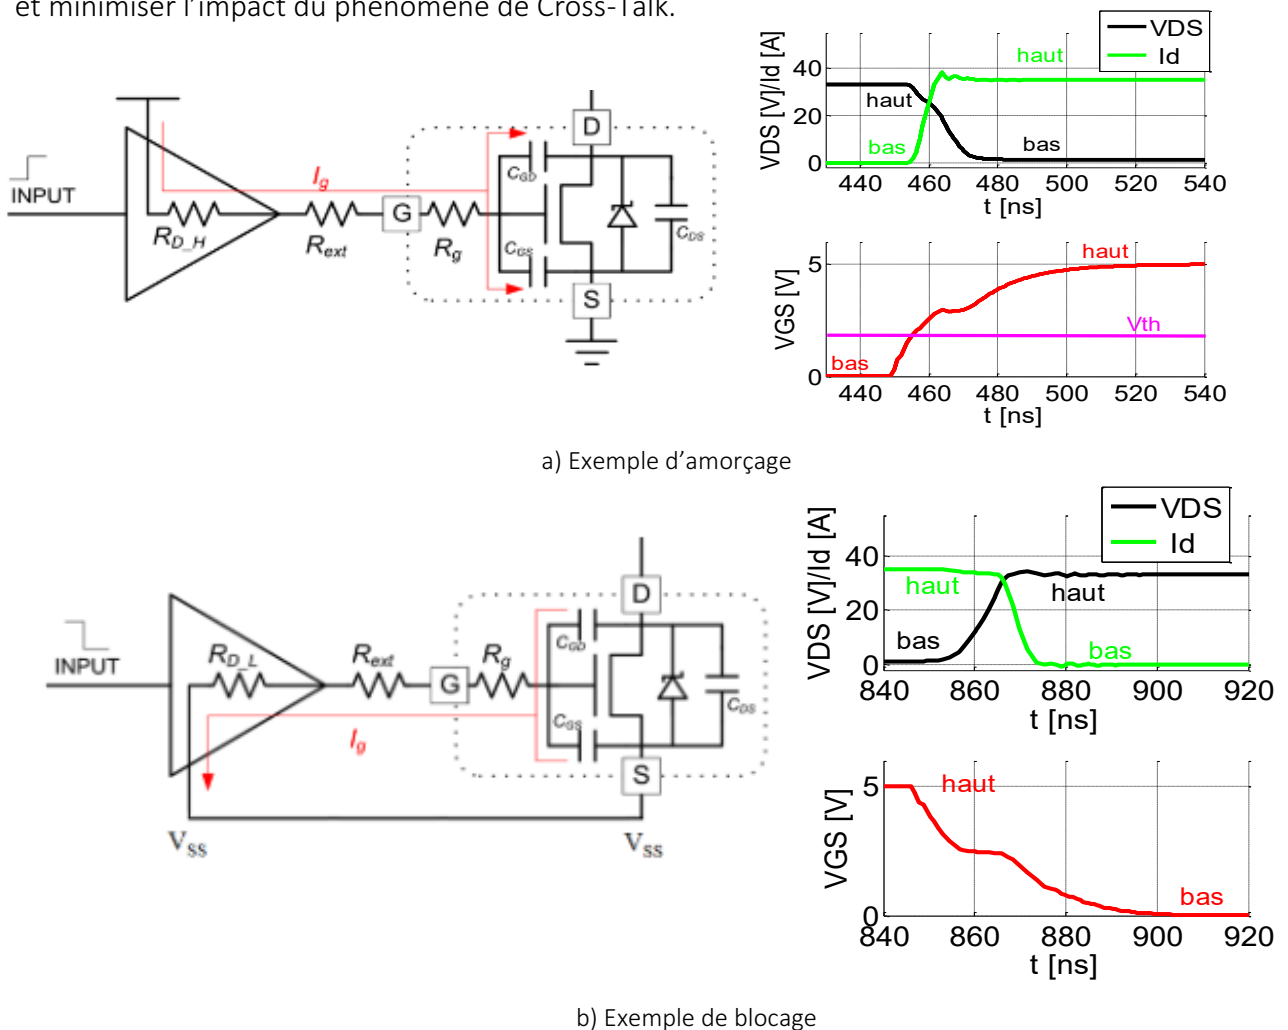 et minimiser l'impact du phénomène de Cross-Talk.
INPUT
R_D_H
R_ext
I_g
G
R_g
C_GD
C_GS
D
S
C_DS
VDS [V]/Id [A]
40
20
0
VDS
Id
haut
haut
bas
bas
440 460 480 500 520 540
t [ns]
VGS [V]
5
0
haut
Vth
bas
440 460 480 500 520 540
t [ns]
a) Exemple d'amorçage
INPUT
R_D_L
R_ext
I_g
G
R_g
C_GD
C_GS
D
S
C_DS
V_SS
V_SS
VDS [V]/Id [A]
40
20
0
VDS
Id
haut
haut
bas
bas
840 860 880 900 920
t [ns]
VGS [V]
5
0
haut
bas
840 860 880 900 920
t [ns]
b) Exemple de blocage